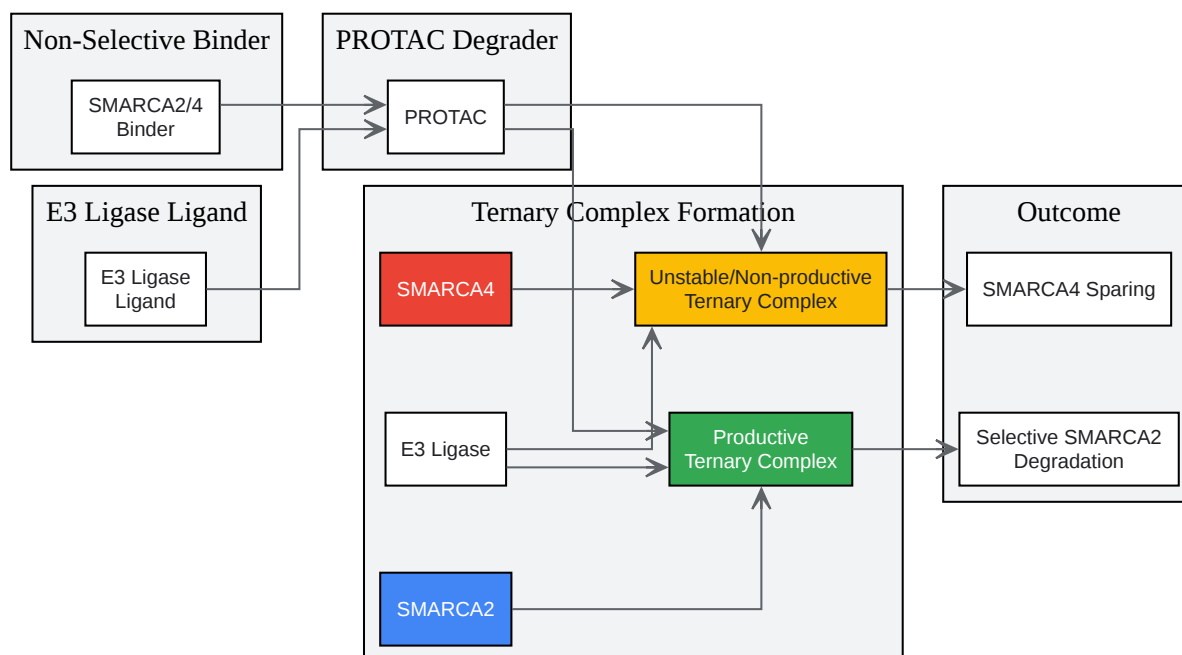 Non-Selective Binder
SMARCA2/4
Binder
PROTAC Degrader
PROTAC
E3 Ligase Ligand
E3 Ligase
Ligand
Ternary Complex Formation
SMARCA4
Unstable/Non-productive
Ternary Complex
E3 Ligase
Productive
Ternary Complex
SMARCA2
Outcome
SMARCA4 Sparing
Selective SMARCA2
Degradation